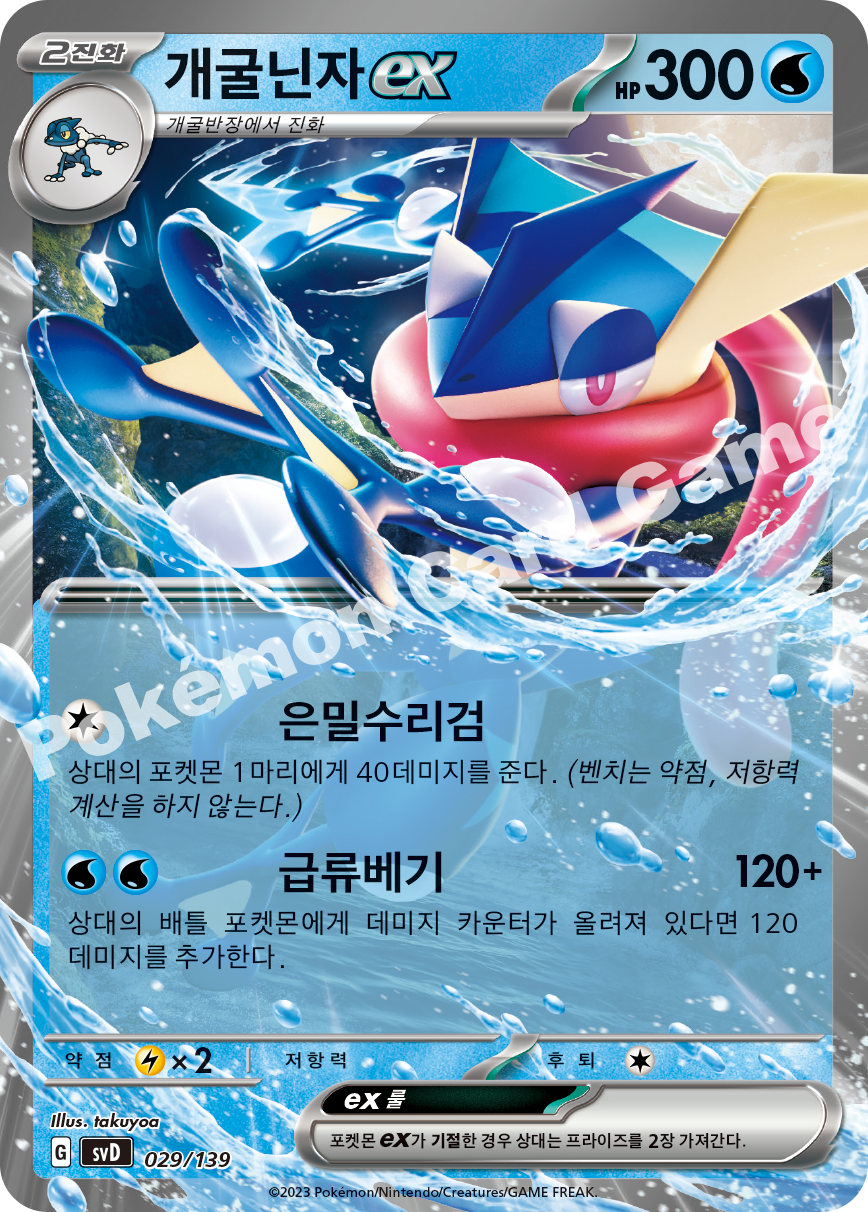 2진화
개굴닌자ex
HP 300
개굴반장에서 진화
Pokémon Card Game
은밀수리검
상대의 포켓몬 1마리에게 40데미지를 준다. (벤치는 약점, 저항력
계산을 하지 않는다.)
급류베기 120+
상대의 배틀 포켓몬에게 데미지 카운터가 올려져 있다면 120
데미지를 추가한다.
약점 ×2 저항력 후퇴
ex 룰
포켓몬 ex가 기절한 경우 상대는 프라이즈를 2장 가져간다.
Illus. takuyoa
G svD 029/139
©2023 Pokémon/Nintendo/Creatures/GAME FREAK.